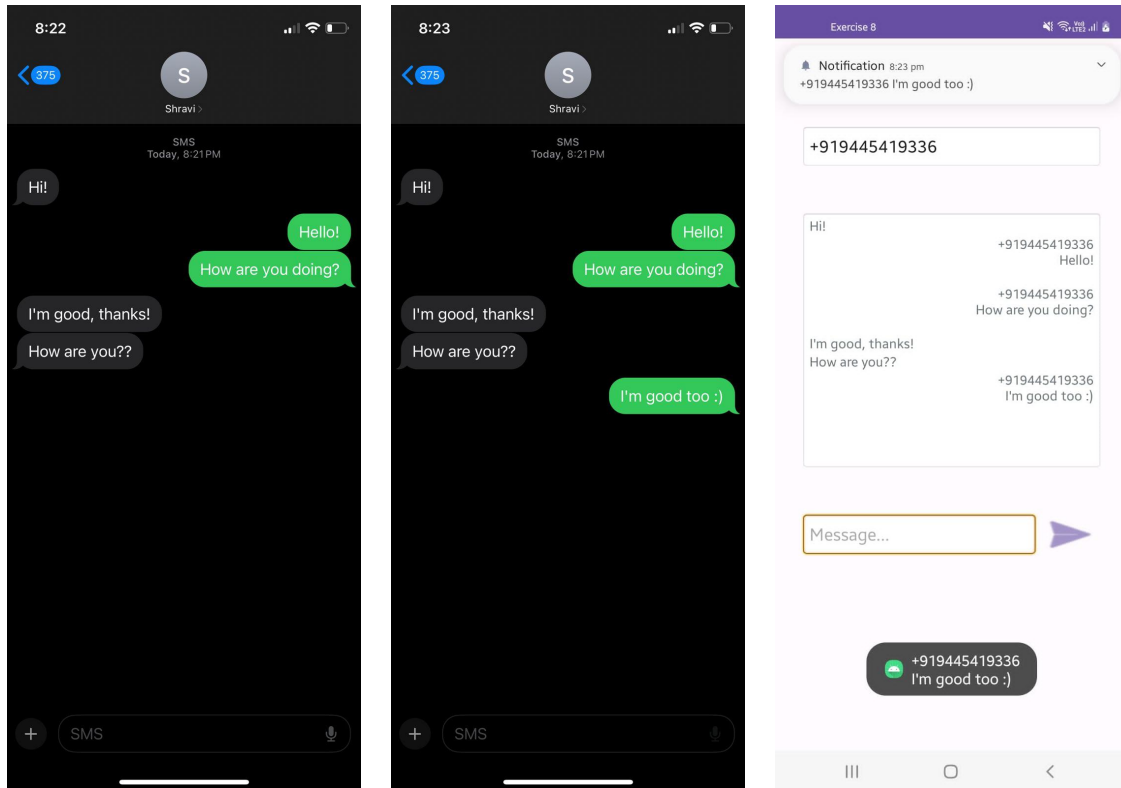 8:22
375
S
Shravi
SMS
Today, 8:21 PM
Hi!
Hello!
How are you doing?
I'm good, thanks!
How are you??
SMS
8:23
375
S
Shravi
SMS
Today, 8:21 PM
Hi!
Hello!
How are you doing?
I'm good, thanks!
How are you??
I'm good too :)
SMS
Exercise 8
Notification 8:23 pm
+919445419336 I'm good too :)
+919445419336
Hi!
+919445419336
Hello!
+919445419336
How are you doing?
I'm good, thanks!
How are you??
+919445419336
I'm good too :)
Message...
+919445419336
I'm good too :)